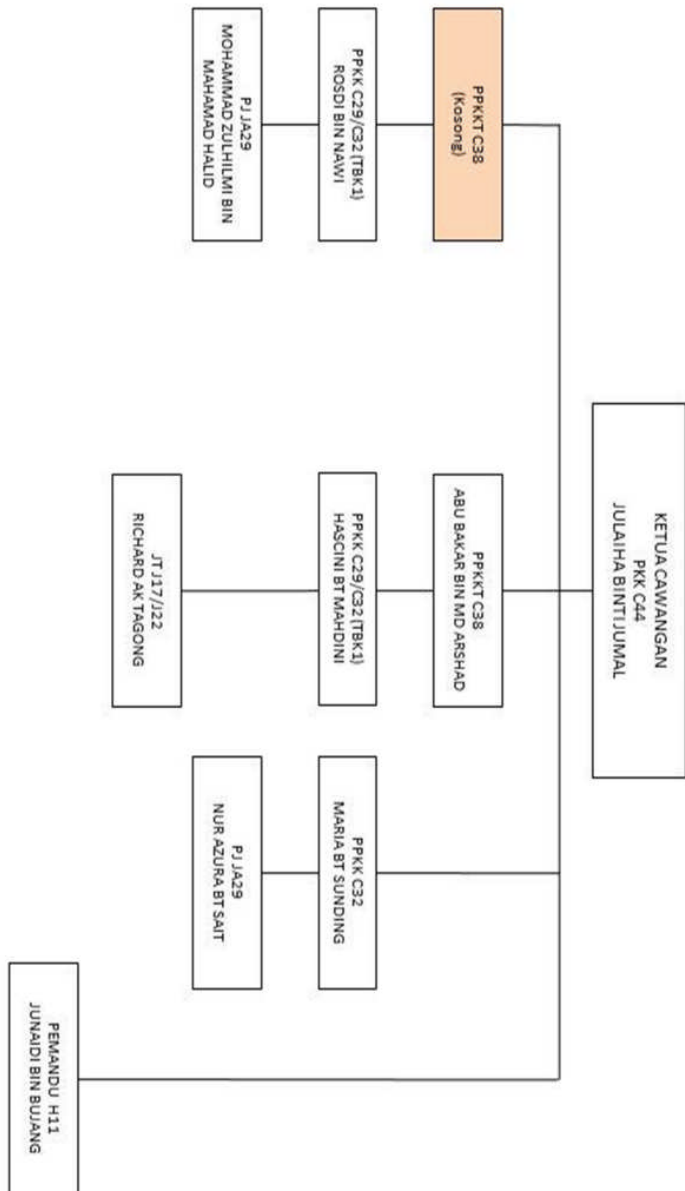 KETUA CAWANGAN
PKK C44
JULAIHA BINTI JUMAL
PPKKT C38
(Kosong)
PPKK C29/C32 (TBK1)
ROSDI BIN NAWI
PJ JA29
MOHAMMAD ZULHILMI BIN
MAHAMAD HALID
PPKKT C38
ABU BAKAR BIN MD ARSHAD
PPKK C29/C32 (TBK1)
HASCINI BT MAHDINI
JT J17/J22
RICHARD AK TAGONG
PPKK C32
MARIA BT SUNDING
PJ JA29
NUR AZURA BT SAIT
PEMANDU H11
JUNAIDI BIN BUJANG